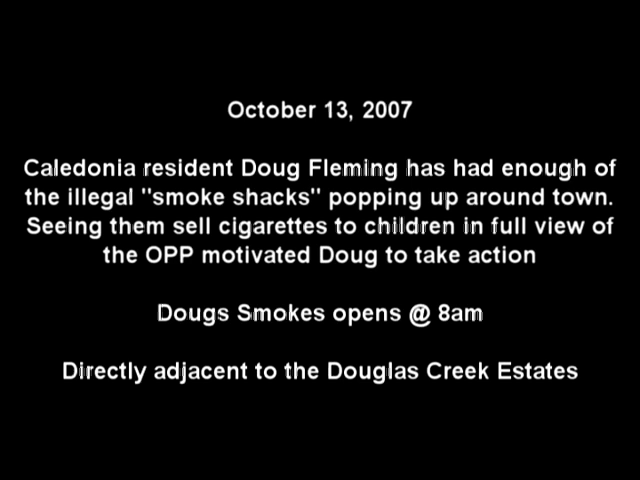 October 13, 2007
Caledonia resident Doug Fleming has had enough of
the illegal "smoke shacks" popping up around town.
Seeing them sell cigarettes to children in full view of
the OPP motivated Doug to take action
Dougs Smokes opens @ 8am
Directly adjacent to the Douglas Creek Estates